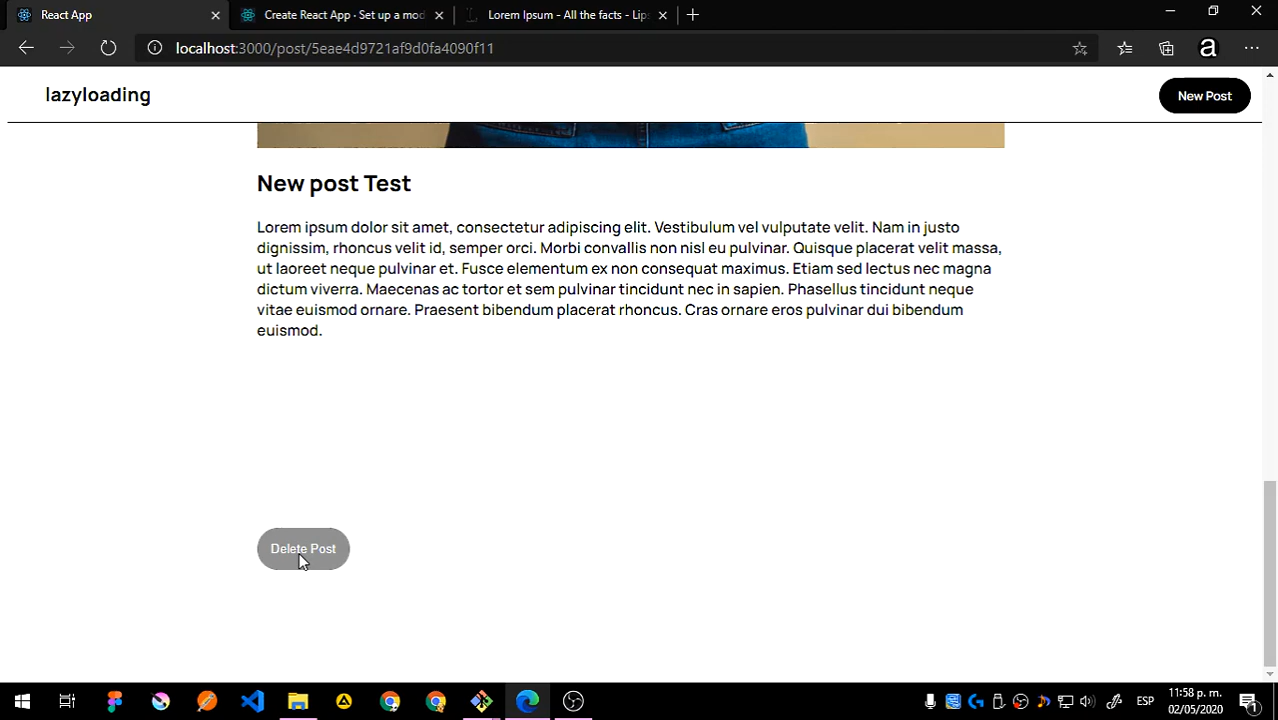 React App
Create React App · Set up a mod
Lorem Ipsum - All the facts - Lip
localhost:3000/post/5eae4d9721af9d0fa4090f11
a
lazyloading
New Post
New post Test
Lorem ipsum dolor sit amet, consectetur adipiscing elit. Vestibulum vel vulputate velit. Nam in justo
dignissim, rhoncus velit id, semper orci. Morbi convallis non nisl eu pulvinar. Quisque placerat velit massa,
ut laoreet neque pulvinar et. Fusce elementum ex non consequat maximus. Etiam sed lectus nec magna
dictum viverra. Maecenas ac tortor et sem pulvinar tincidunt nec in sapien. Phasellus tincidunt neque
vitae euismod ornare. Praesent bibendum placerat rhoncus. Cras ornare eros pulvinar dui bibendum
euismod.
Delete Post
ESP
11:58 p. m.
02/05/2020
1